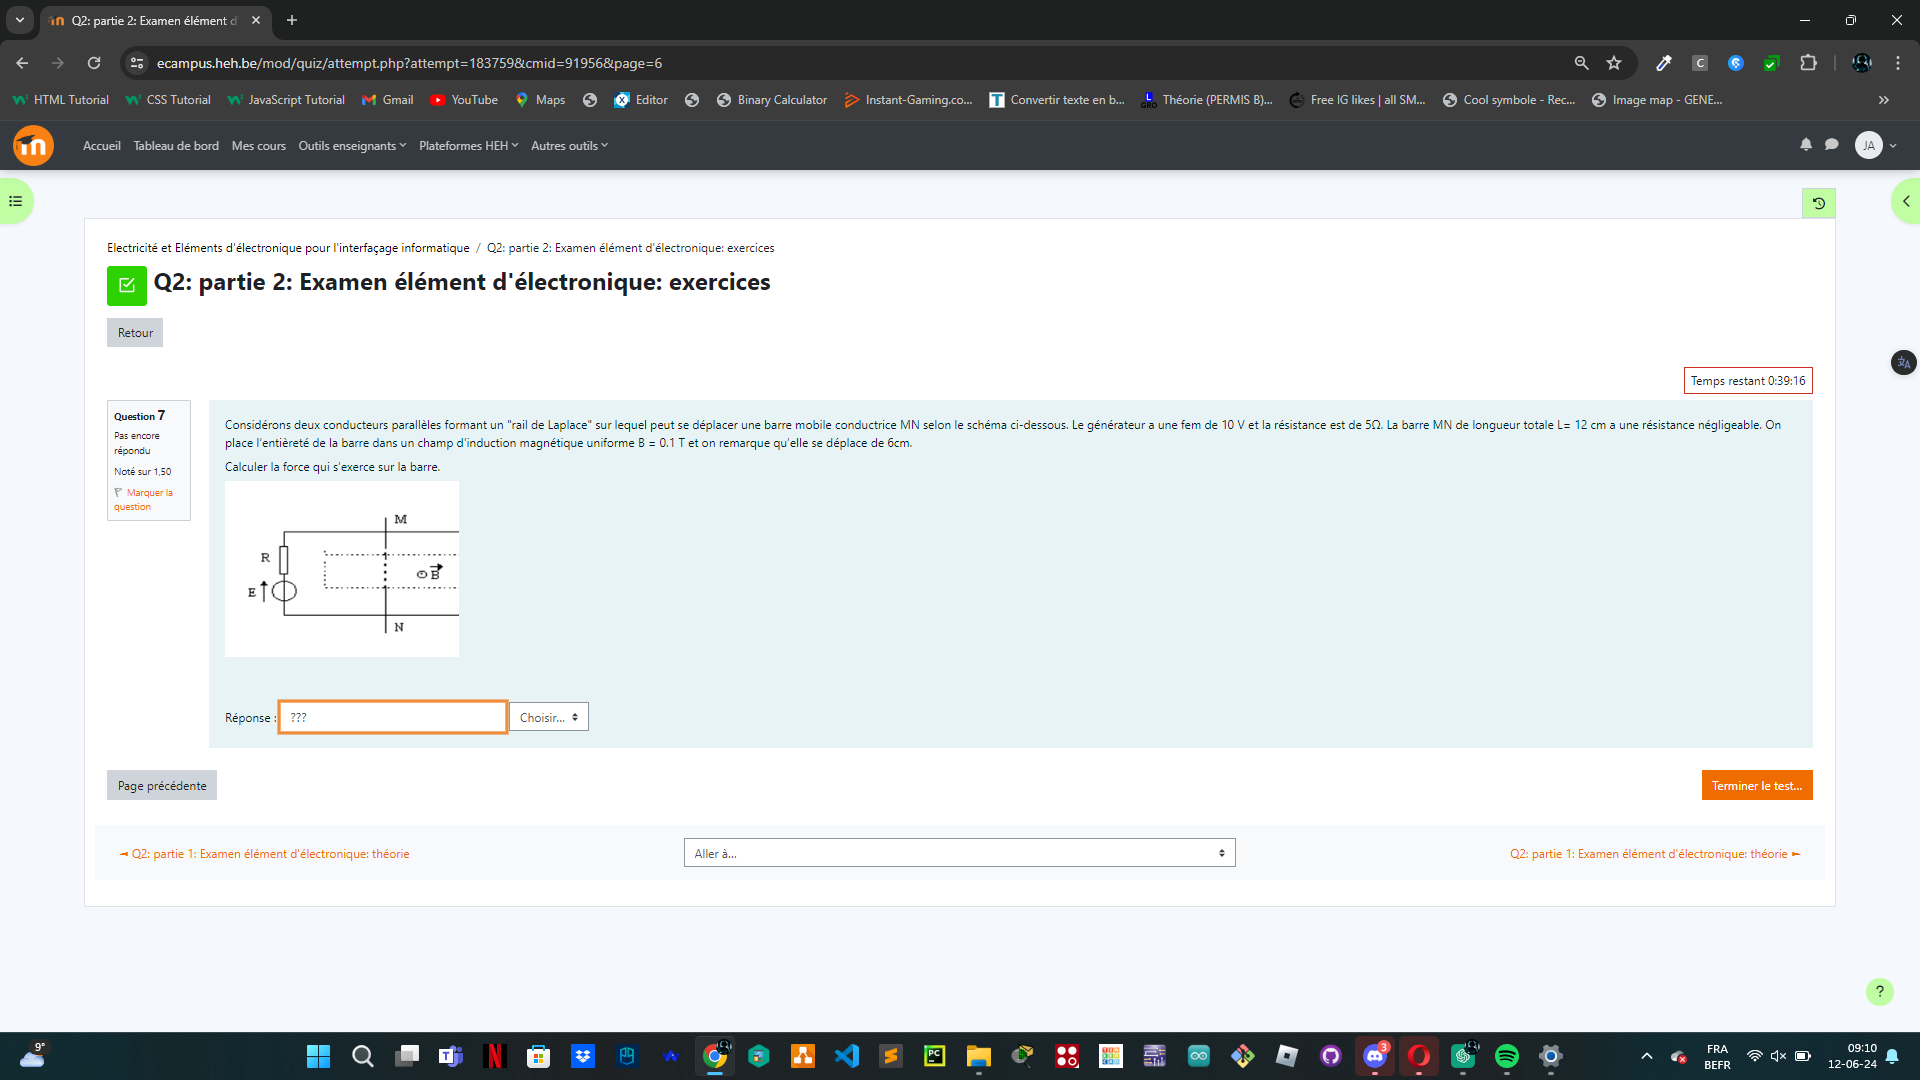 Q2: partie 2: Examen élément d'
ecampus.heh.be/mod/quiz/attempt.php?attempt=183759&cmid=91956&page=6
HTML Tutorial
CSS Tutorial
JavaScript Tutorial
Gmail
YouTube
Maps
Editor
Binary Calculator
Instant-Gaming.co...
Convertir texte en b...
Théorie (PERMIS B)...
Free IG likes | all SM...
Cool symbole - Rec...
Image map - GENE...
Accueil
Tableau de bord
Mes cours
Outils enseignants
Plateformes HEH
Autres outils
JA
Electricité et Eléments d'électronique pour l'interfaçage informatique / Q2: partie 2: Examen élément d'électronique: exercices
Q2: partie 2: Examen élément d'électronique: exercices
Retour
Temps restant 0:39:16
Question 7
Pas encore
répondu
Noté sur 1,50
Marquer la
question
Considérons deux conducteurs parallèles formant un "rail de Laplace" sur lequel peut se déplacer une barre mobile conductrice MN selon le schéma ci-dessous. Le générateur a une fem de 10 V et la résistance est de 5Ω. La barre MN de longueur totale L= 12 cm a une résistance négligeable. On
place l'entièreté de la barre dans un champ d'induction magnétique uniforme B = 0.1 T et on remarque qu'elle se déplace de 6cm.
Calculer la force qui s'exerce sur la barre.
M
R
B
E
N
Réponse :
???
Choisir...
Page précédente
Terminer le test...
◄ Q2: partie 1: Examen élément d'électronique: théorie
Aller à...
Q2: partie 1: Examen élément d'électronique: théorie ►
?
9°
3
FRA
BEFR
09:10
12-06-24